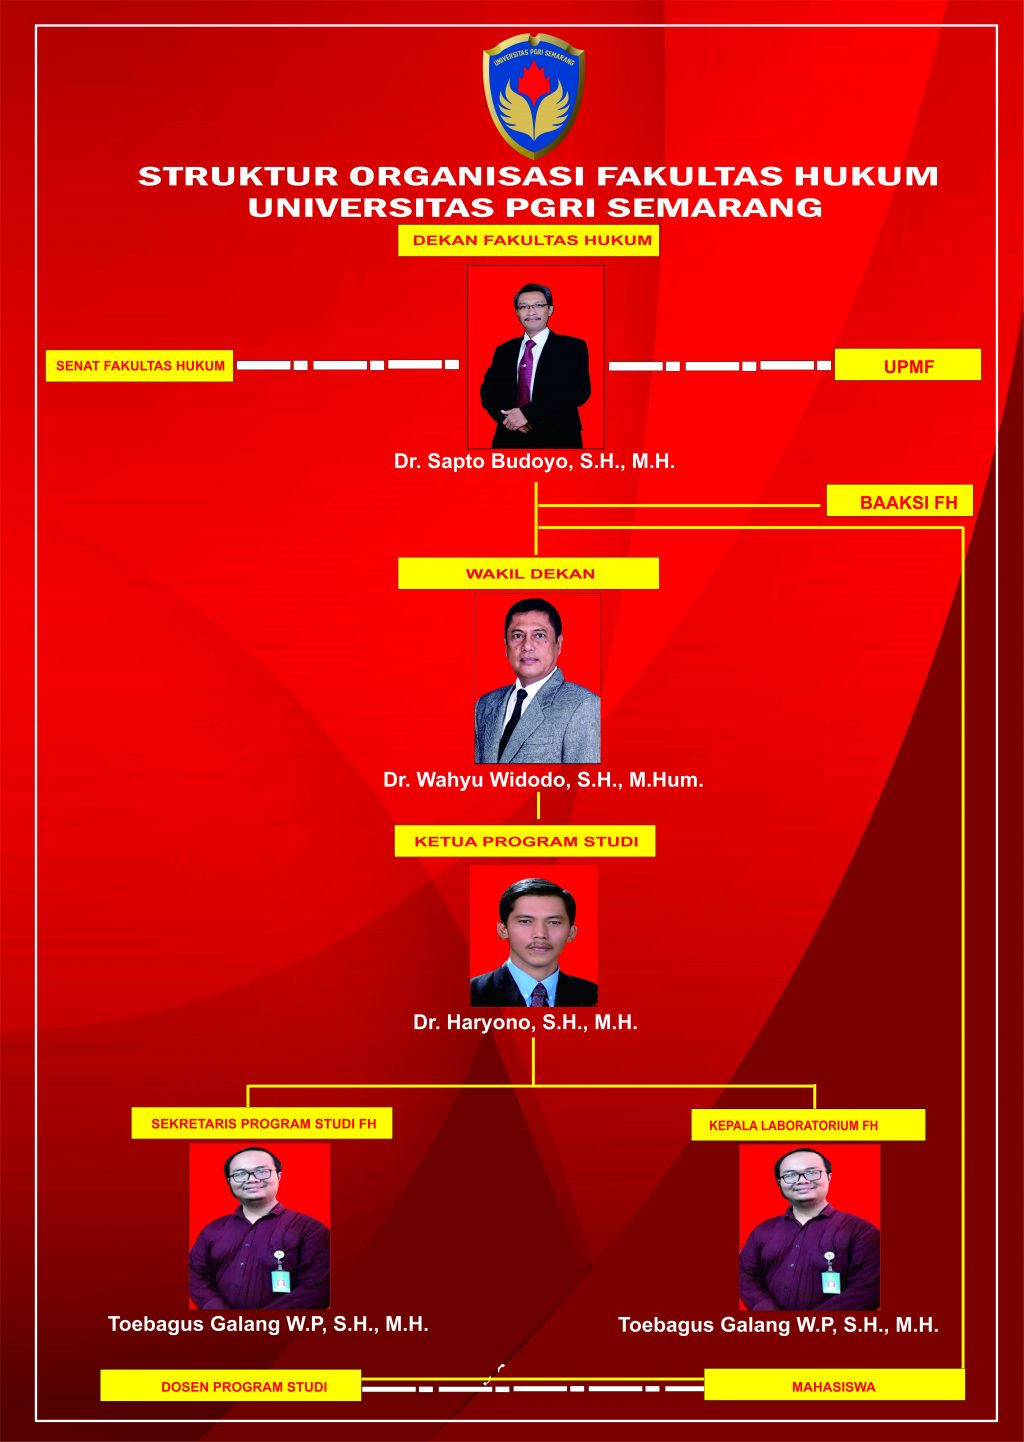 UNIVERSITAS PGRI SEMARANG
STRUKTUR ORGANISASI FAKULTAS HUKUM
UNIVERSITAS PGRI SEMARANG
DEKAN FAKULTAS HUKUM
SENAT FAKULTAS HUKUM
UPMF
Dr. Sapto Budoyo, S.H., M.H.
BAAKSI FH
WAKIL DEKAN
Dr. Wahyu Widodo, S.H., M.Hum.
KETUA PROGRAM STUDI
Dr. Haryono, S.H., M.H.
SEKRETARIS PROGRAM STUDI FH
KEPALA LABORATORIUM FH
Toebagus Galang W.P, S.H., M.H.
Toebagus Galang W.P, S.H., M.H.
DOSEN PROGRAM STUDI
MAHASISWA